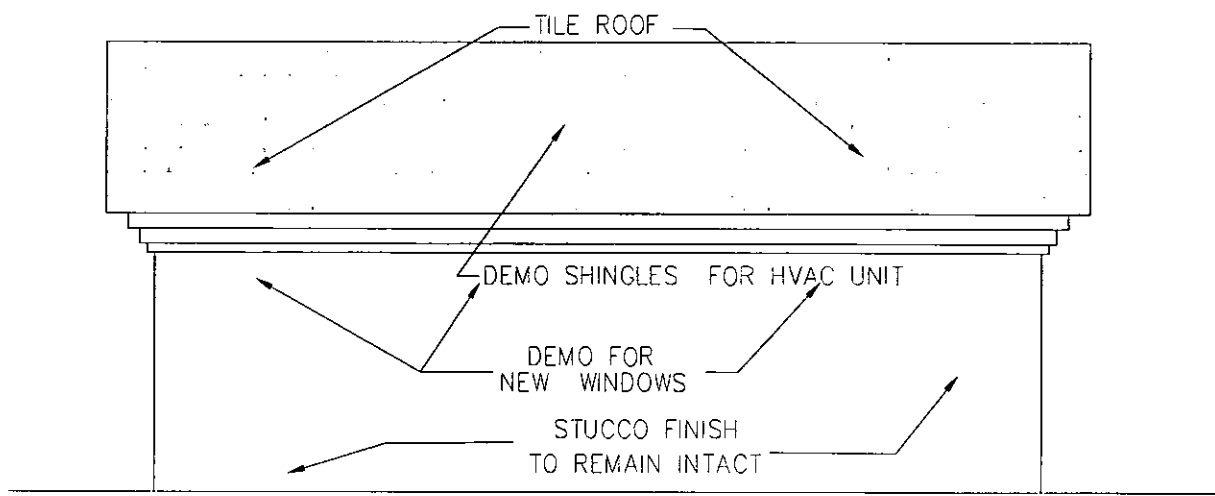 TILE ROOF
DEMO SHINGLES FOR HVAC UNIT
DEMO FOR
NEW WINDOWS
STUCCO FINISH
TO REMAIN INTACT